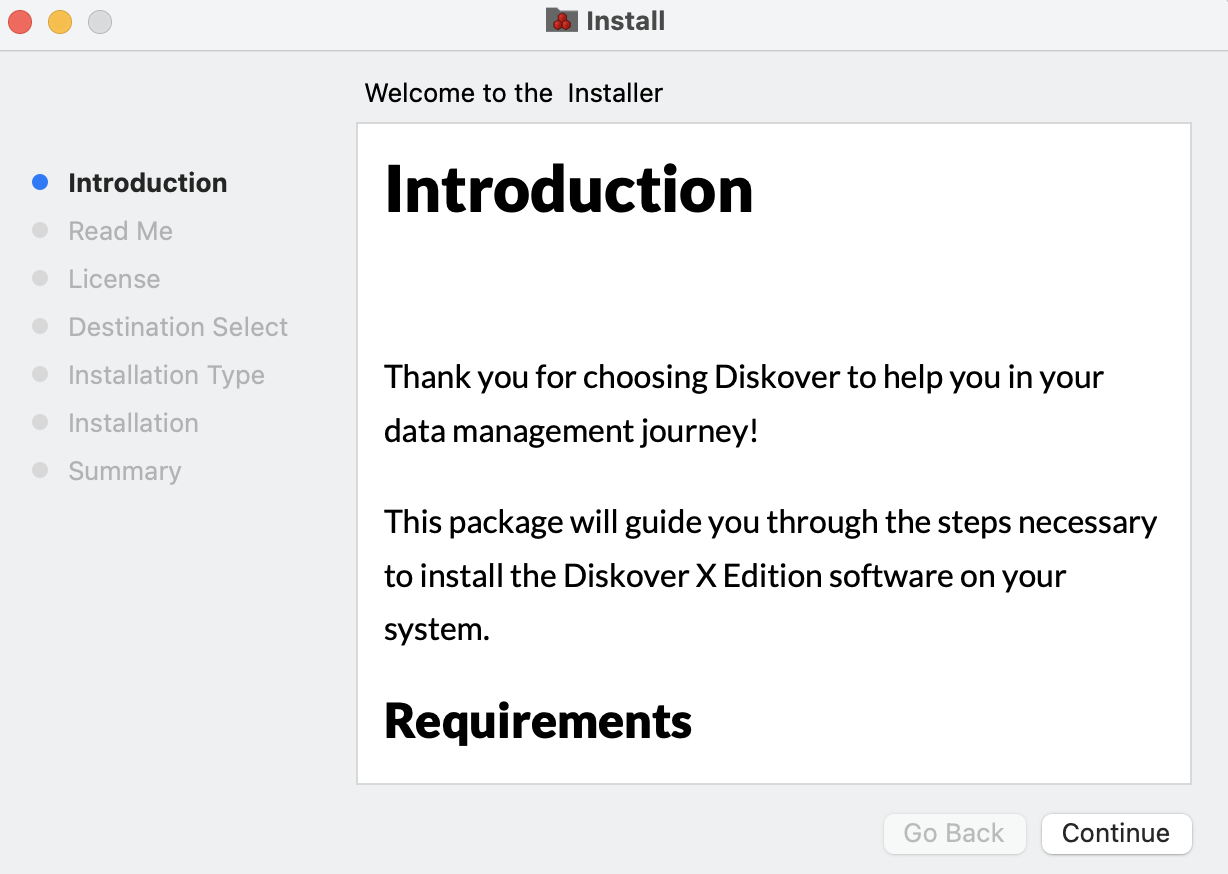 Install
Welcome to the  Installer
Introduction
Read Me
License
Destination Select
Installation Type
Installation
Summary
Introduction
Thank you for choosing Diskover to help you in your
data management journey!
This package will guide you through the steps necessary
to install the Diskover X Edition software on your
system.
Requirements
Go Back
Continue